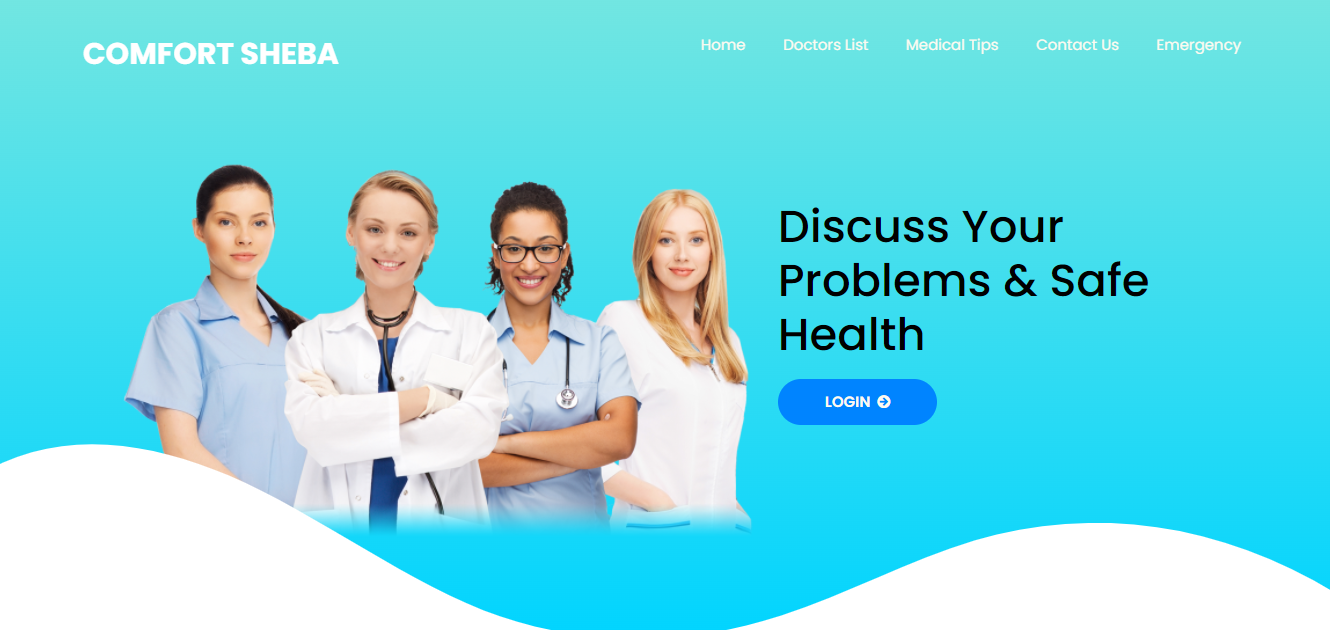 COMFORT SHEBA
Home Doctors List Medical Tips Contact Us Emergency
Discuss Your
Problems & Safe
Health
LOGIN